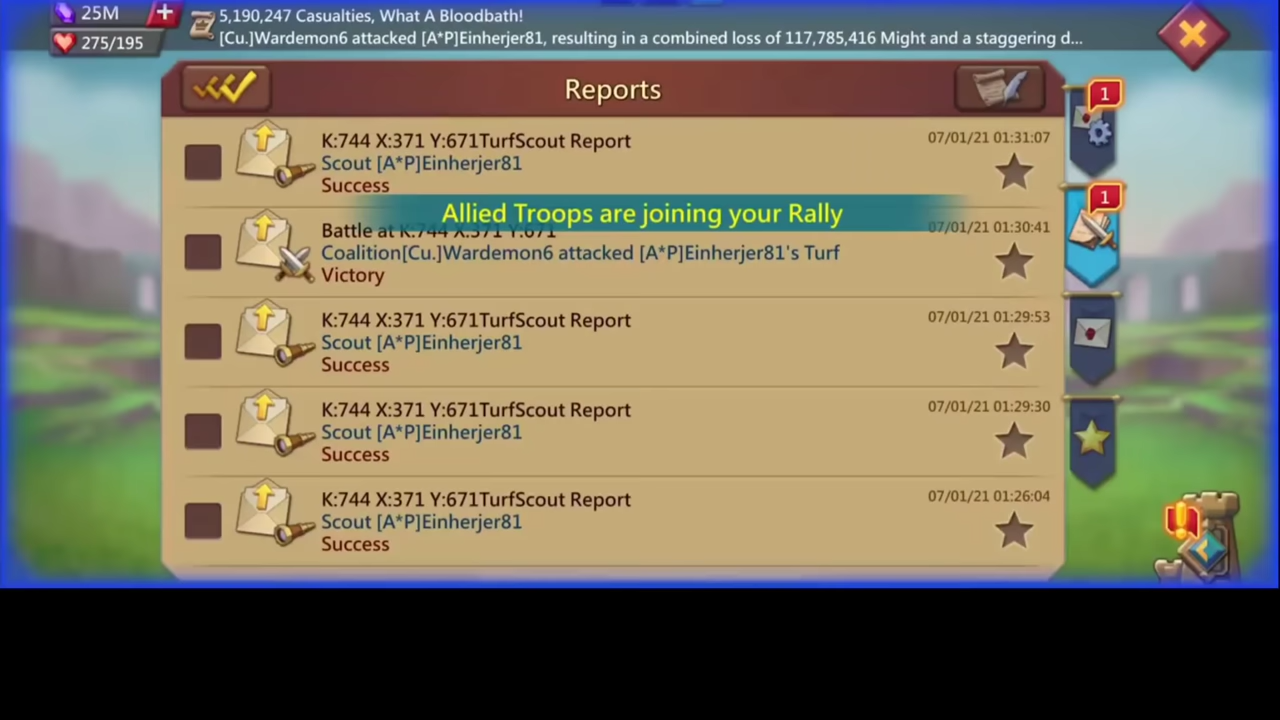 25M
275/195
5,190,247 Casualties, What A Bloodbath!
[Cu.]Wardemon6 attacked [A*P]Einherjer81, resulting in a combined loss of 117,785,416 Might and a staggering d...
Reports
1
K:744 X:371 Y:671TurfScout Report
07/01/21 01:31:07
Scout [A*P]Einherjer81
Success
1
Allied Troops are joining your Rally
Battle at K:744 X:371 Y:671
07/01/21 01:30:41
Coalition[Cu.]Wardemon6 attacked [A*P]Einherjer81's Turf
Victory
K:744 X:371 Y:671TurfScout Report
07/01/21 01:29:53
Scout [A*P]Einherjer81
Success
K:744 X:371 Y:671TurfScout Report
07/01/21 01:29:30
Scout [A*P]Einherjer81
Success
K:744 X:371 Y:671TurfScout Report
07/01/21 01:26:04
Scout [A*P]Einherjer81
Success